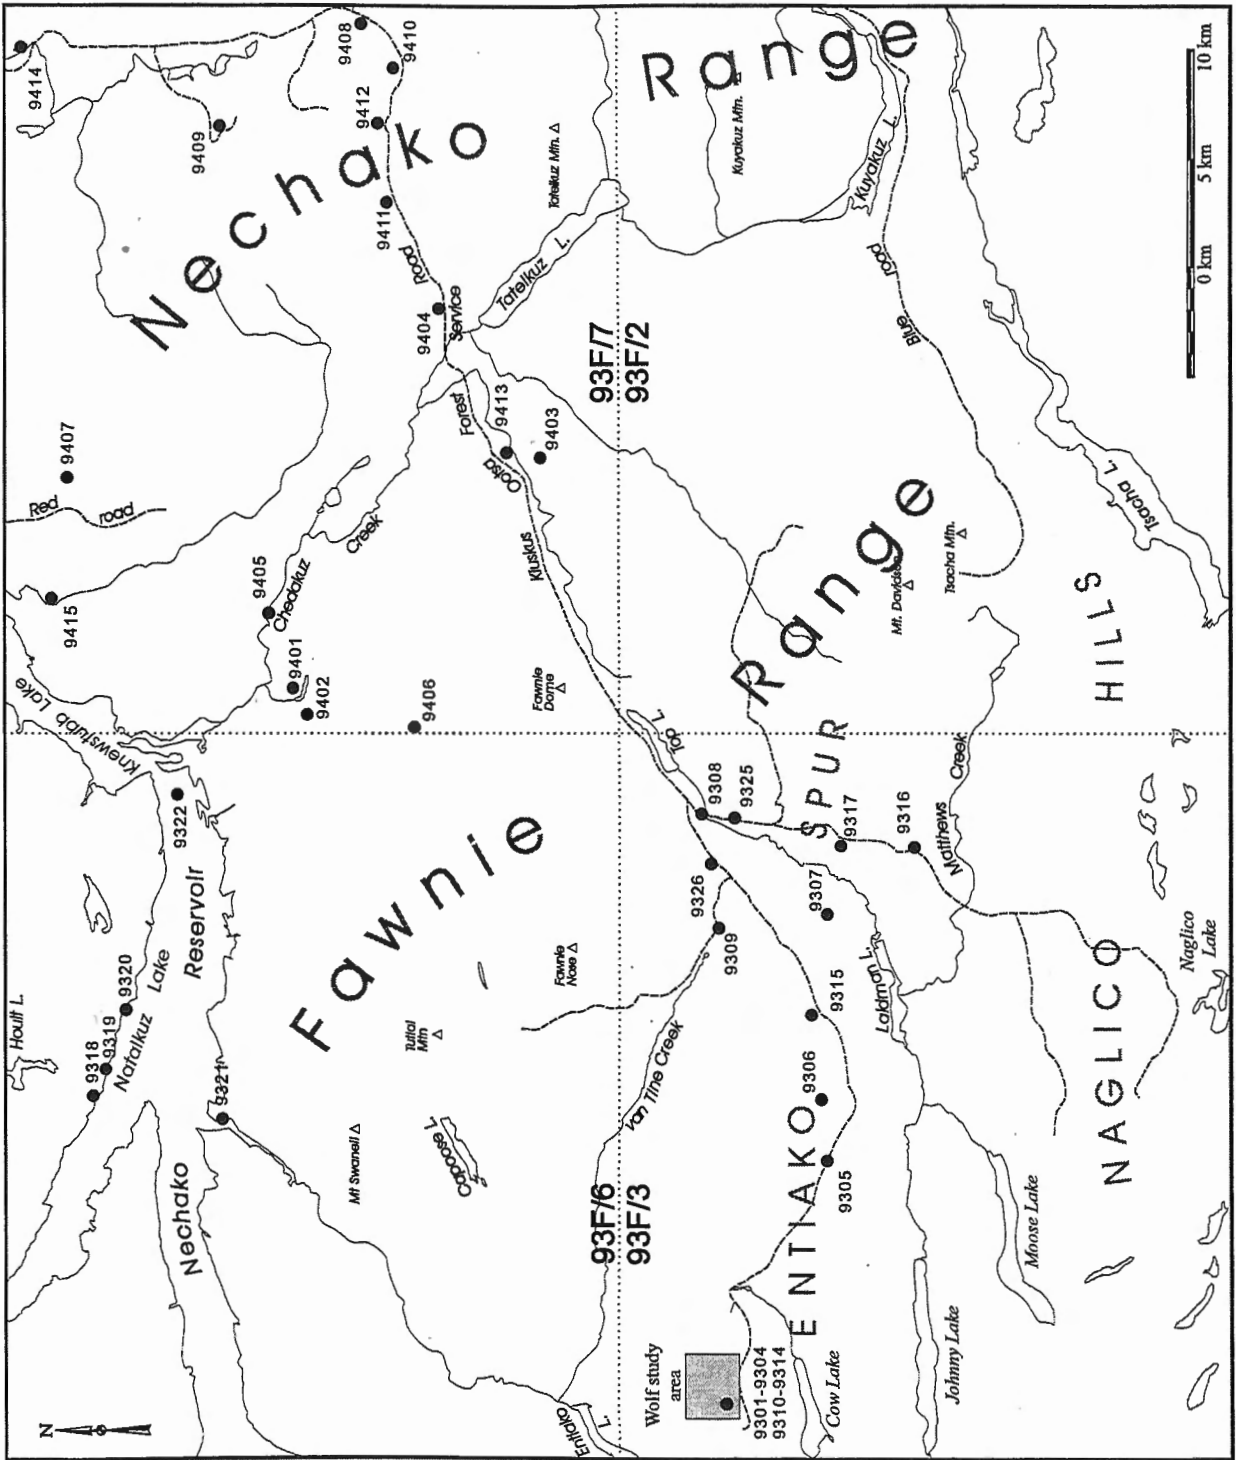 N
Entiako
L.
Nechako
Reservoir
Natalkuz
Lake
Hoult L.
9318
9319
9320
9321
9322
Knewstubb Lake
9415
Red
road
9407
9414
9409
9408
9410
9412
9411
9404
Nechako
Range
Chedakuz
Creek
9405
9401
9402
9406
Fawnie
Range
Mt Swanell
Capoose L.
Tutiai
Mtn
Fawnie
Nose
Fawnie
Dome
Kluskus
Ootsa
Forest
Service
Road
9413
9403
Tatelkuz L.
Tatelkuz Mtn.
93F/6
93F/3
93F/7
93F/2
Wolf study
area
9301-9304
9310-9314
Cow Lake
Johnny Lake
Moose Lake
ENTIAKO
SPUR
Van Tine Creek
9305
9306
9315
9307
9309
9326
9308
9325
9317
9316
Top L.
Laidman L.
Matthews
Creek
NAGLICO
HILLS
Naglico
Lake
Mt. Davidson
Tsacha Mtn.
Tsacha L.
Blue
road
Kuyakuz L.
Kuyakuz Mtn.
0 km
5 km
10 km